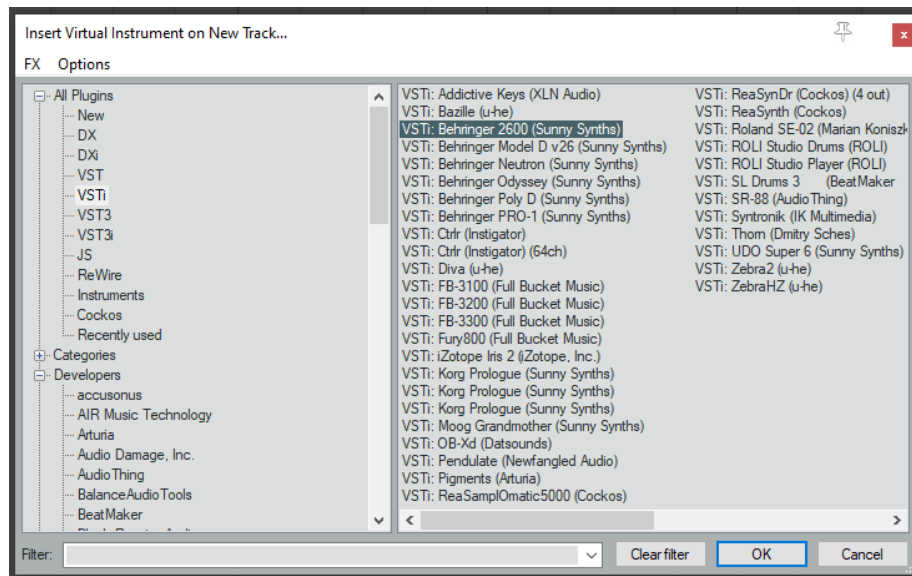 Insert Virtual Instrument on New Track...
x
FX Options
All Plugins
New
DX
DXi
VST
VSTi
VST3
VST3i
JS
ReWire
Instruments
Cockos
Recently used
Categories
Developers
accusonus
AIR Music Technology
Arturia
Audio Damage, Inc.
AudioThing
BalanceAudioTools
BeatMaker
VSTi: Addictive Keys (XLN Audio)
VSTi: Bazille (u-he)
VSTi: Behringer 2600 (Sunny Synths)
VSTi: Behringer Model D v26 (Sunny Synths)
VSTi: Behringer Neutron (Sunny Synths)
VSTi: Behringer Odyssey (Sunny Synths)
VSTi: Behringer Poly D (Sunny Synths)
VSTi: Behringer PRO-1 (Sunny Synths)
VSTi: Ctrlr (Instigator)
VSTi: Ctrlr (Instigator) (64ch)
VSTi: Diva (u-he)
VSTi: FB-3100 (Full Bucket Music)
VSTi: FB-3200 (Full Bucket Music)
VSTi: FB-3300 (Full Bucket Music)
VSTi: Fury800 (Full Bucket Music)
VSTi: iZotope Iris 2 (iZotope, Inc.)
VSTi: Korg Prologue (Sunny Synths)
VSTi: Korg Prologue (Sunny Synths)
VSTi: Korg Prologue (Sunny Synths)
VSTi: Moog Grandmother (Sunny Synths)
VSTi: OB-Xd (Datsounds)
VSTi: Pendulate (Newfangled Audio)
VSTi: Pigments (Arturia)
VSTi: ReaSamplOmatic5000 (Cockos)
VSTi: ReaSynDr (Cockos) (4 out)
VSTi: ReaSynth (Cockos)
VSTi: Roland SE-02 (Marian Koniszk
VSTi: ROLI Studio Drums (ROLI)
VSTi: ROLI Studio Player (ROLI)
VSTi: SL Drums 3 (BeatMaker
VSTi: SR-88 (AudioThing)
VSTi: Syntronik (IK Multimedia)
VSTi: Thorn (Dmitry Sches)
VSTi: UDO Super 6 (Sunny Synths)
VSTi: Zebra2 (u-he)
VSTi: ZebraHZ (u-he)
Filter:
Clear filter
OK
Cancel